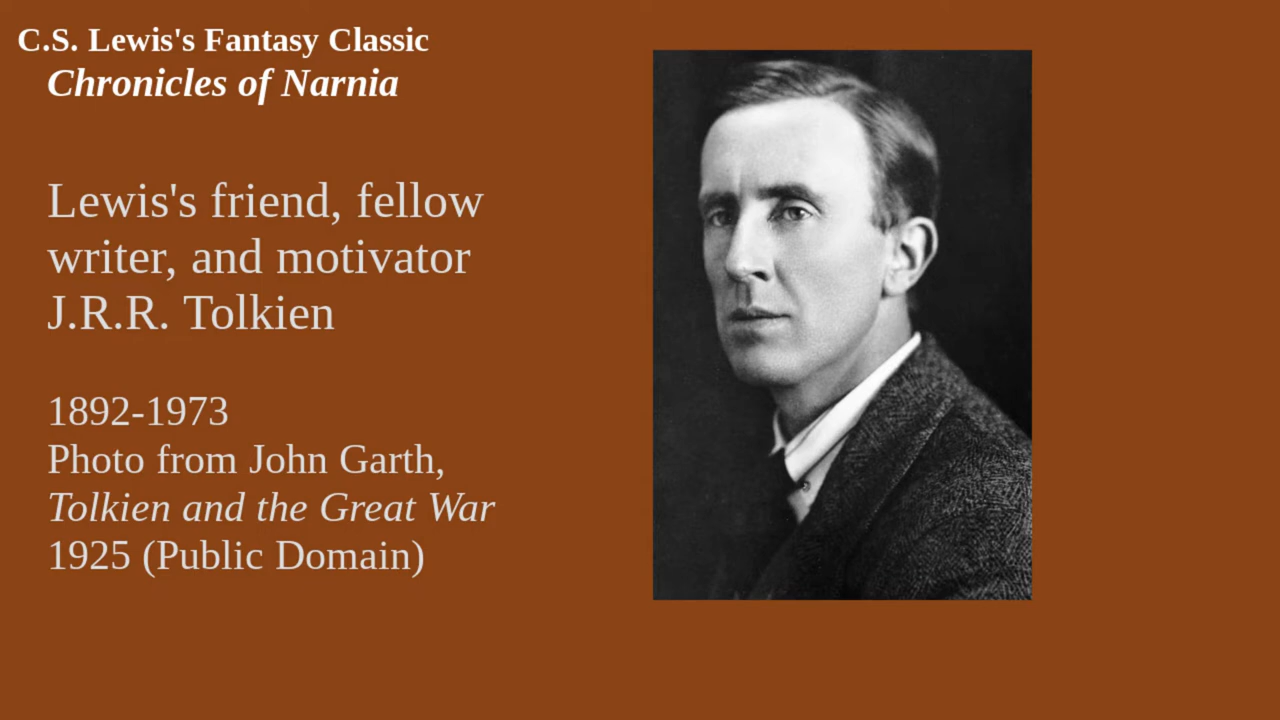 C.S. Lewis's Fantasy Classic
Chronicles of Narnia
Lewis's friend, fellow
writer, and motivator
J.R.R. Tolkien
1892-1973
Photo from John Garth,
Tolkien and the Great War
1925 (Public Domain)